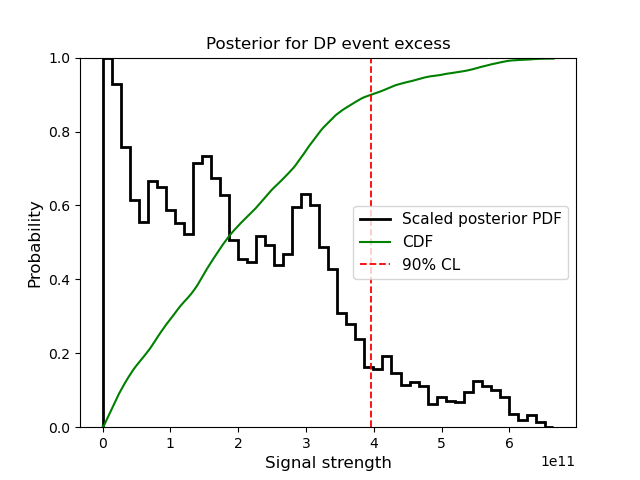 Posterior for DP event excess
Probability
1.0
0.8
0.6
0.4
0.2
0.0
Scaled posterior PDF
CDF
90% CL
0 1 2 3 4 5 6
1e11
Signal strength